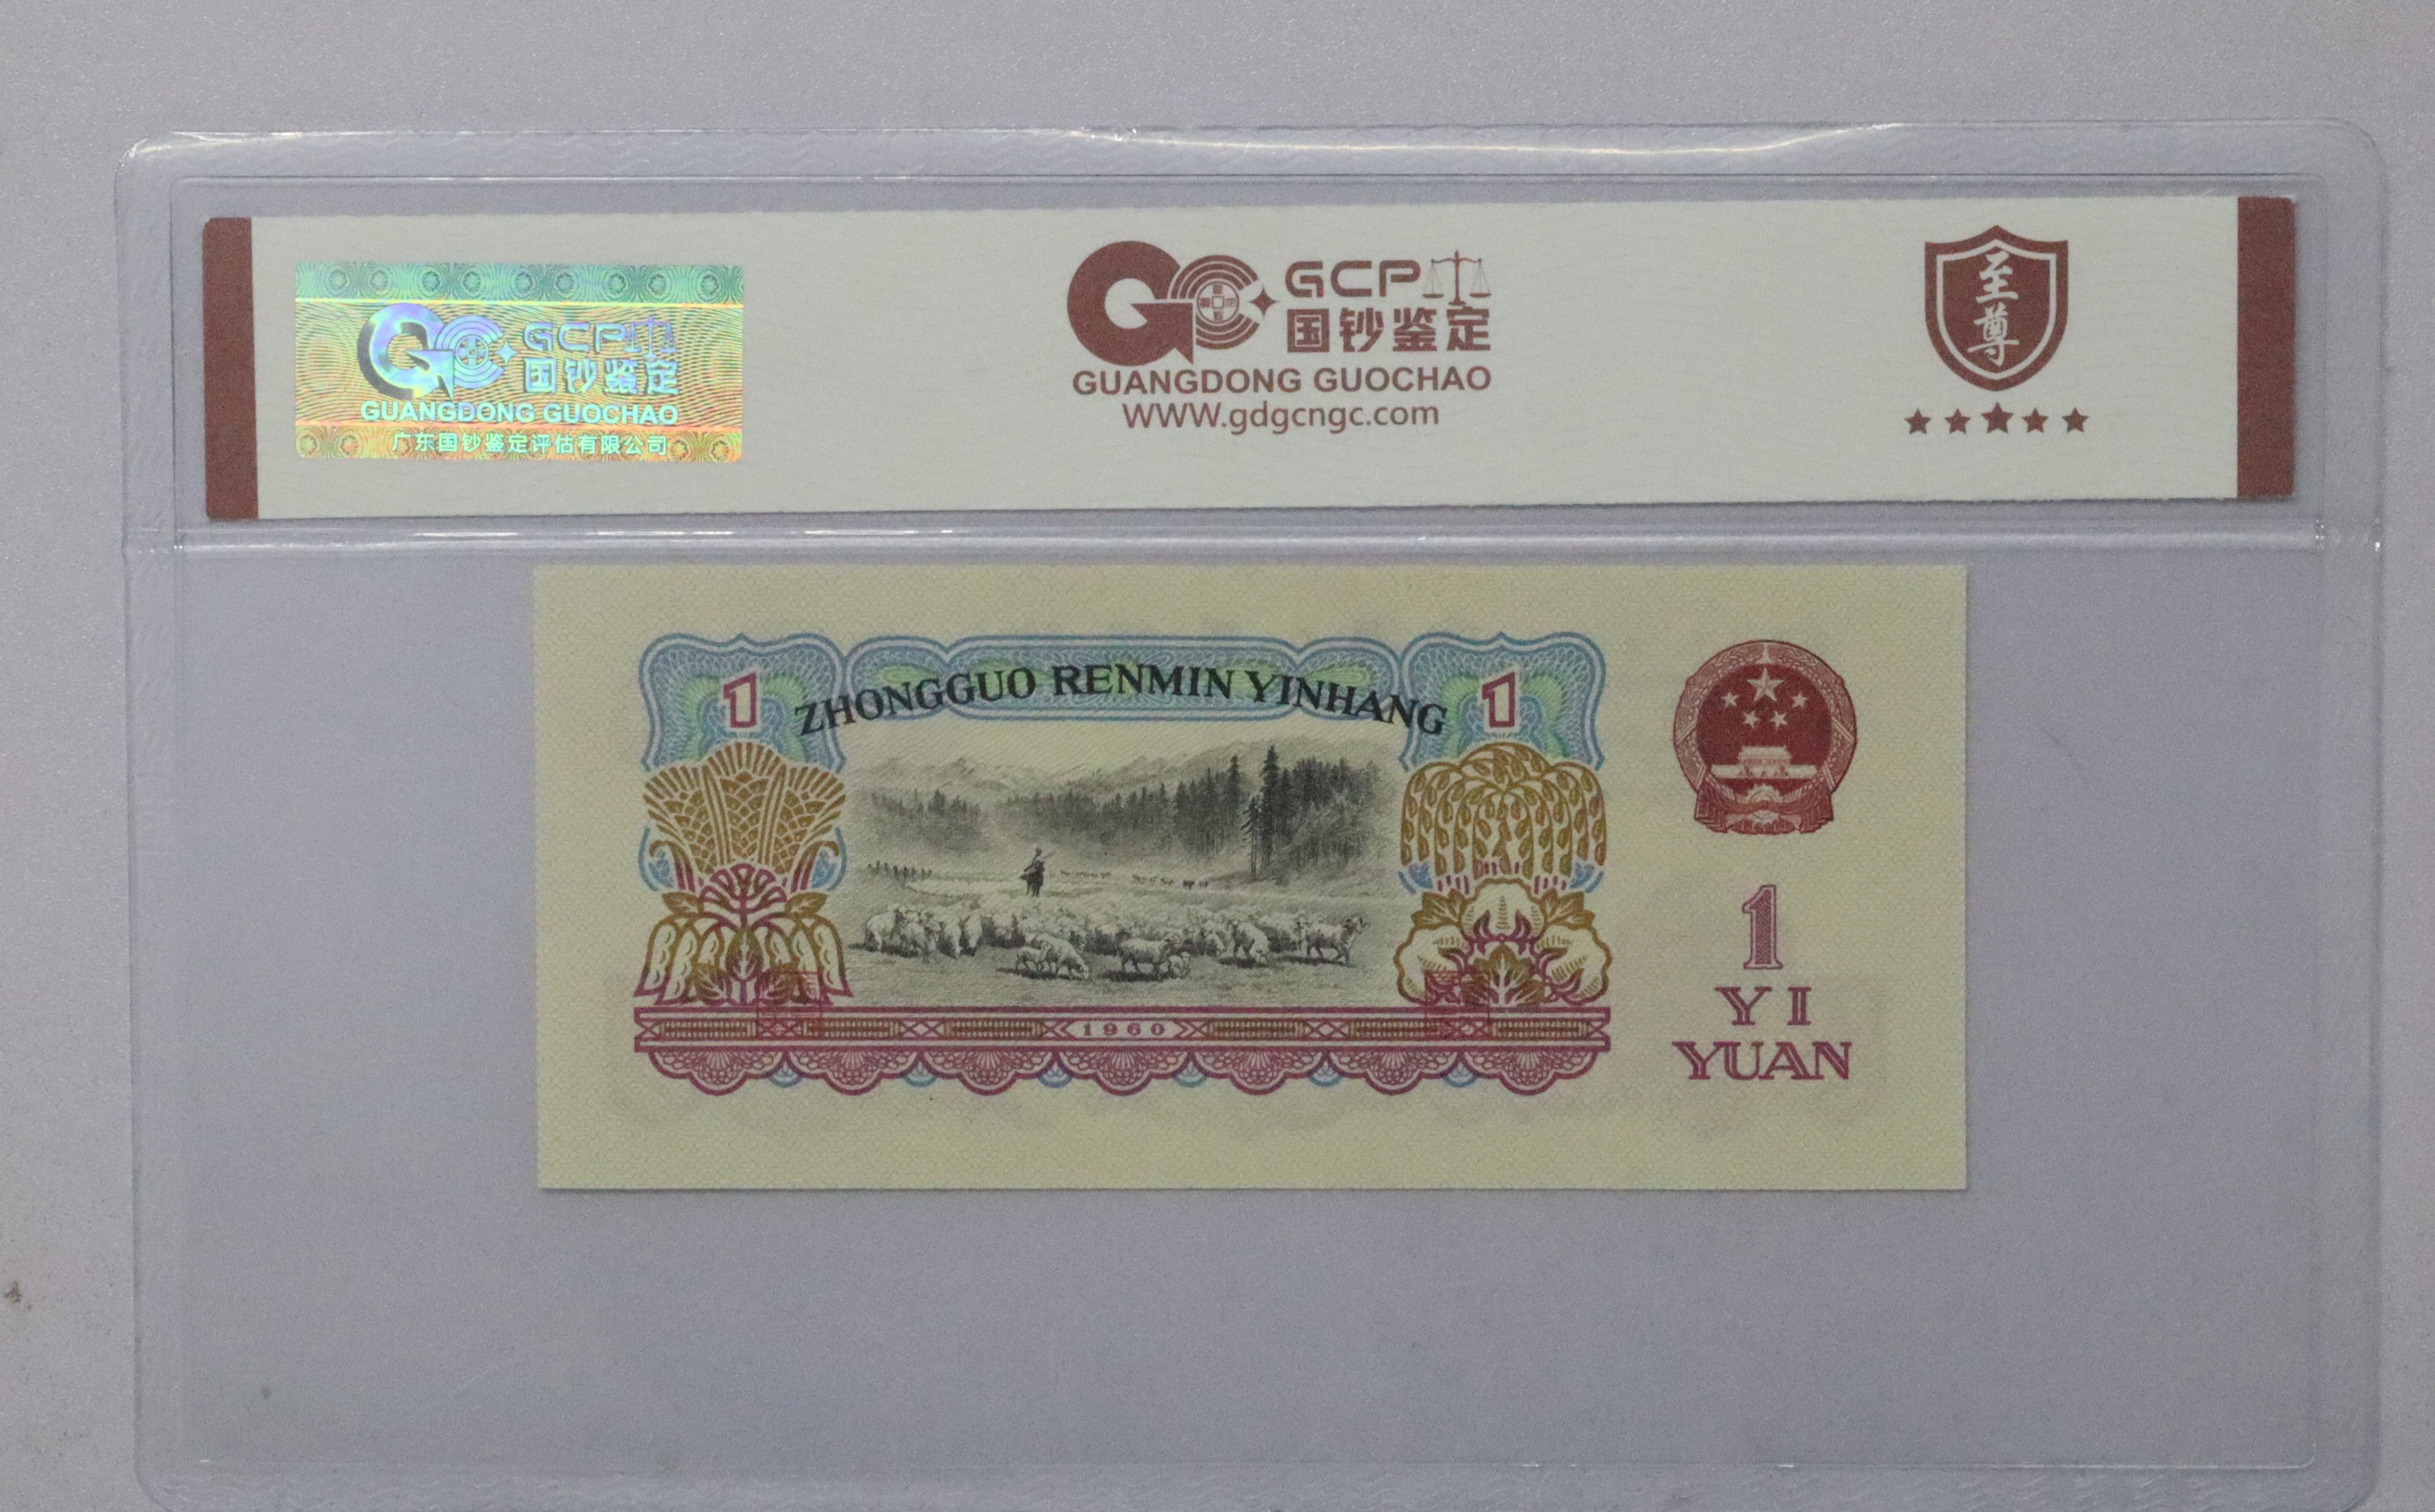 GCP
国钞鉴定
GUANGDONG GUOCHAO
广东国钞鉴定评估有限公司
GCP
国钞鉴定
GUANGDONG GUOCHAO
WWW.gdgcngc.com
至
尊
1 ZHONGGUO RENMIN YINHANG 1
1960
1
YI
YUAN